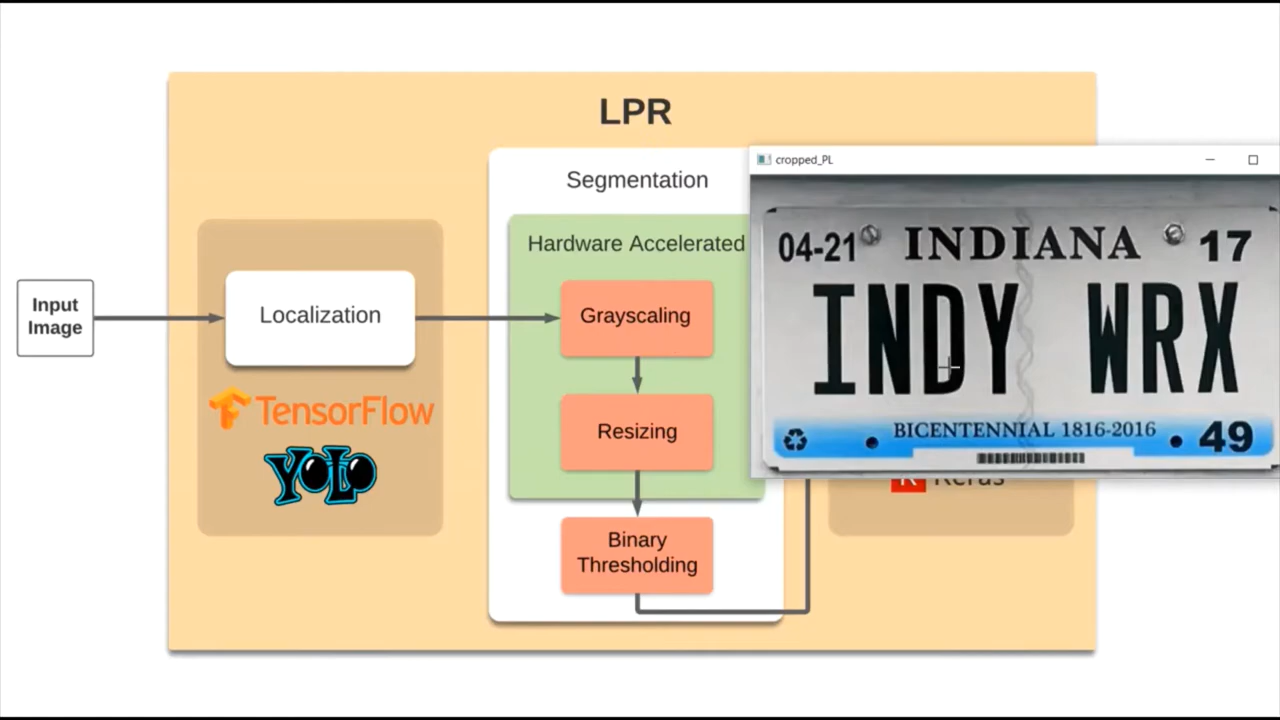 LPR
Segmentation
Hardware Accelerated
Input
Image
Localization
TensorFlow
YOLO
Grayscaling
Resizing
Binary
Thresholding
cropped_PL
04-21 INDIANA 17
INDY WRX
BICENTENNIAL 1816-2016 49
Keras